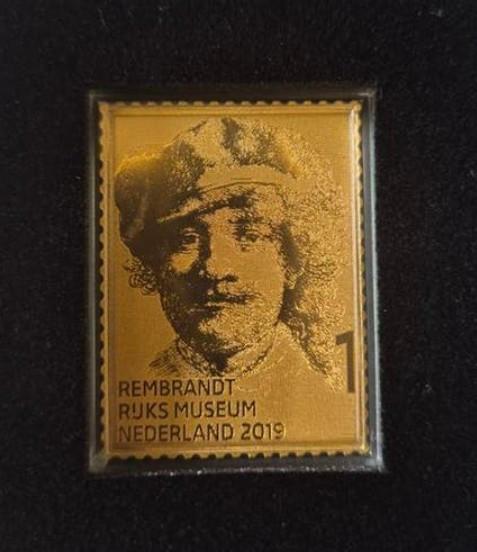 1
REMBRANDT
RIJKS MUSEUM
NEDERLAND 2019